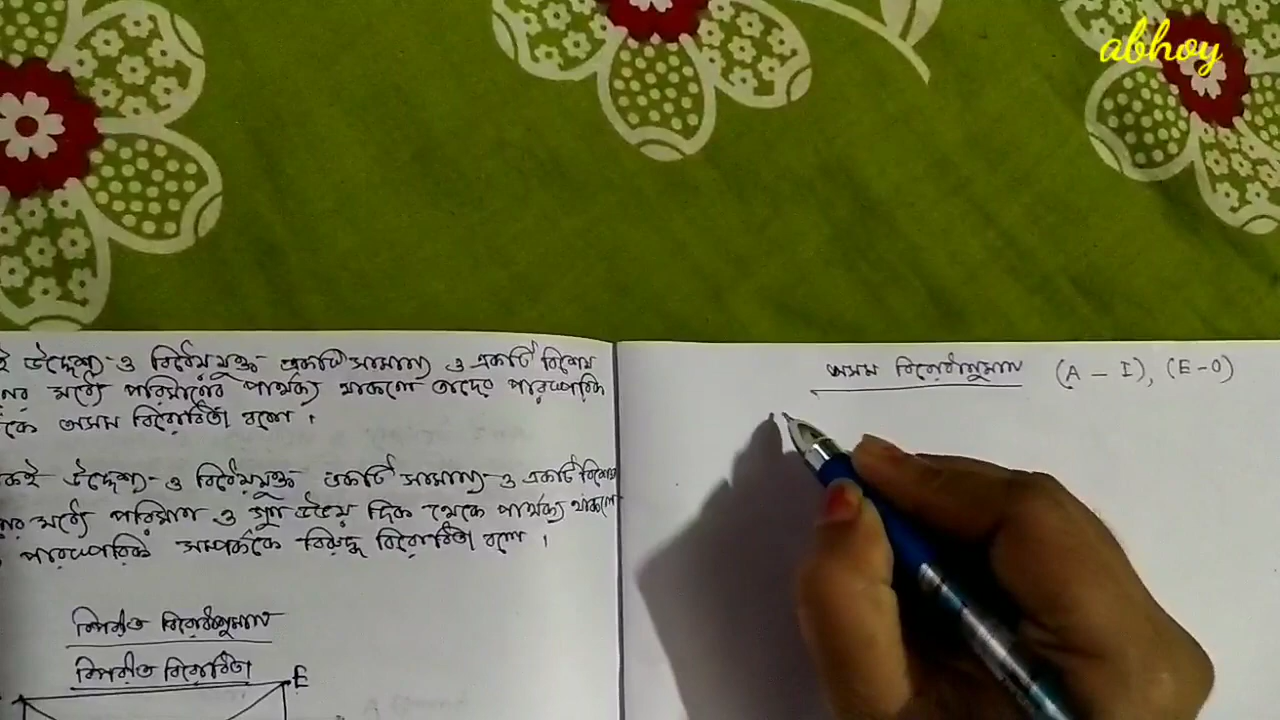 abhoy
উদ্দেশ্য ও বিধেয়যুক্ত একটি সামান্য ও একটি বিশেষ
মধ্যে পরিমাণের পার্থক্য থাকলে তাদের পারস্পরিক
কে অসম বিরোধিতা বলে ।
উদ্দেশ্য ও বিধেয়যুক্ত একটি সামান্য ও একটি বিশেষ
মধ্যে পরিমাণ ও গুণ উভয় দিক থেকে পার্থক্য থাকলে
পারস্পরিক সম্পর্ককে বিরুদ্ধ বিরোধিতা বলে ।
বিপরীত বিরোধানুমান
বিপরীত বিরোধিতা
E
অসম বিরোধানুমান (A - I), (E - O)